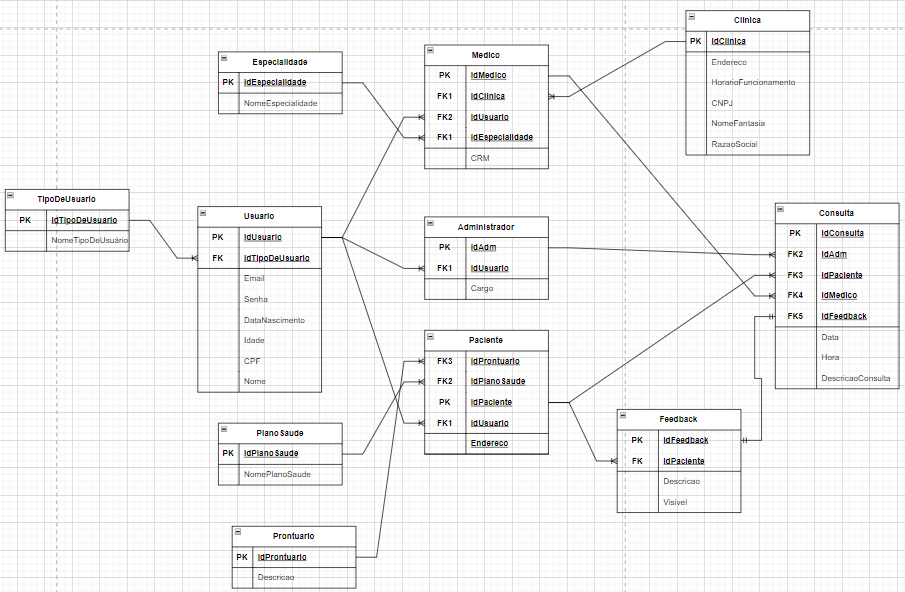 Clinica
PK IdClinica
Endereco
HorarioFuncionamento
CNPJ
NomeFantasia
RazaoSocial
Especialidade
PK IdEspecialidade
NomeEspecialidade
Medico
PK IdMedico
FK1 IdClinica
FK2 IdUsuario
FK1 IdEspecialidade
CRM
TipoDeUsuario
PK IdTipoDeUsuario
NomeTipoDeUsuário
Usuario
PK IdUsuario
FK IdTipoDeUsuario
Email
Senha
DataNascimento
Idade
CPF
Nome
Administrador
PK IdAdm
FK1 IdUsuario
Cargo
Consulta
PK IdConsulta
FK2 IdAdm
FK3 IdPaciente
FK4 IdMedico
FK5 IdFeedback
Data
Hora
DescricaoConsulta
Paciente
FK3 IdProntuario
FK2 IdPlanoSaude
PK IdPaciente
FK1 IdUsuario
Endereco
PlanoSaude
PK IdPlanoSaude
NomePlanoSaude
Feedback
PK IdFeedback
FK IdPaciente
Descricao
Visivel
Prontuario
PK IdProntuario
Descricao